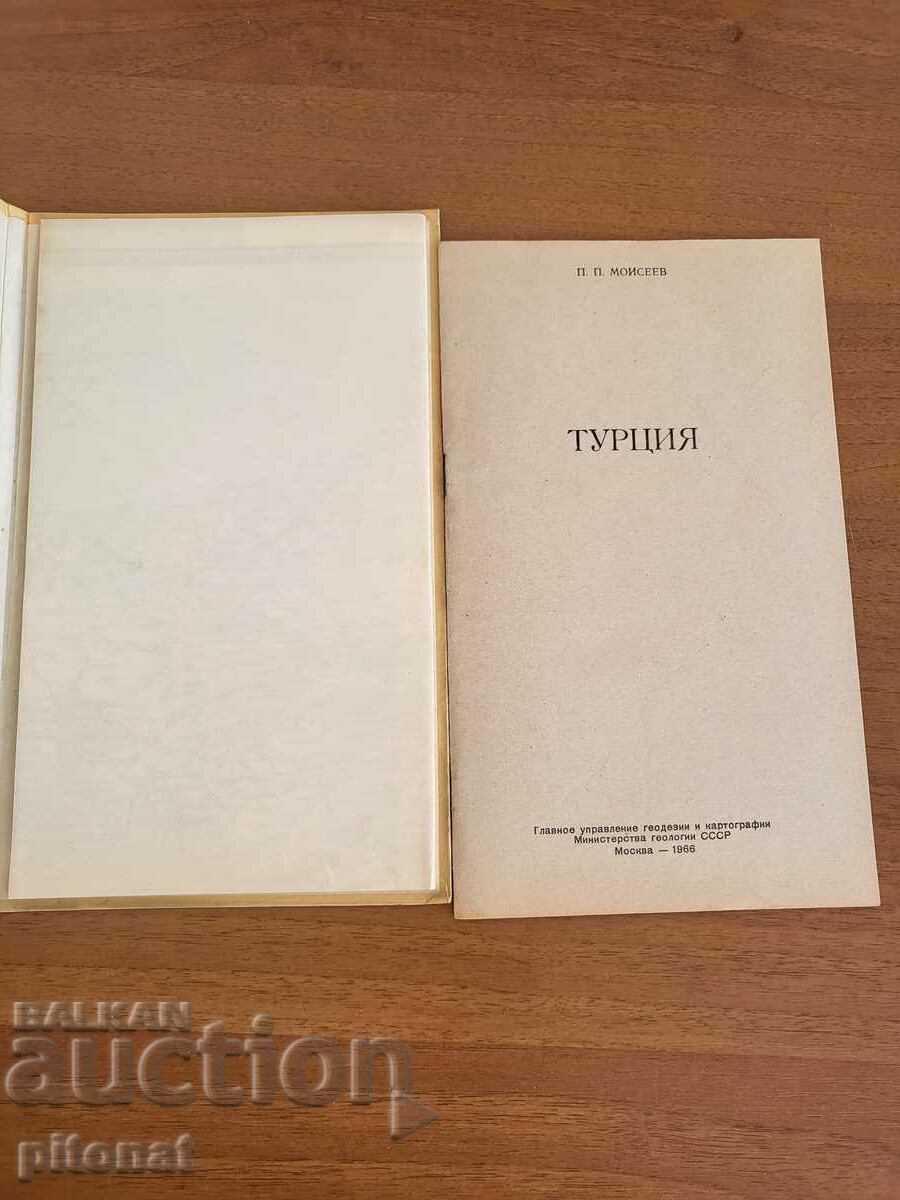 П. П. МОИСЕЕВ
ТУРЦИЯ
Главное управление геодезии и картографии
Министерства геологии СССР
Москва — 1966
BALKAN
auction
pitonat